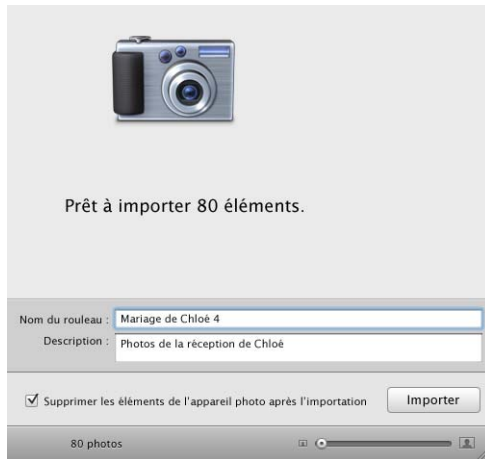 Prêt à importer 80 éléments.
Nom du rouleau : Mariage de Chloé 4
Description : Photos de la réception de Chloé
Supprimer les éléments de l'appareil photo après l'importation Importer
80 photos